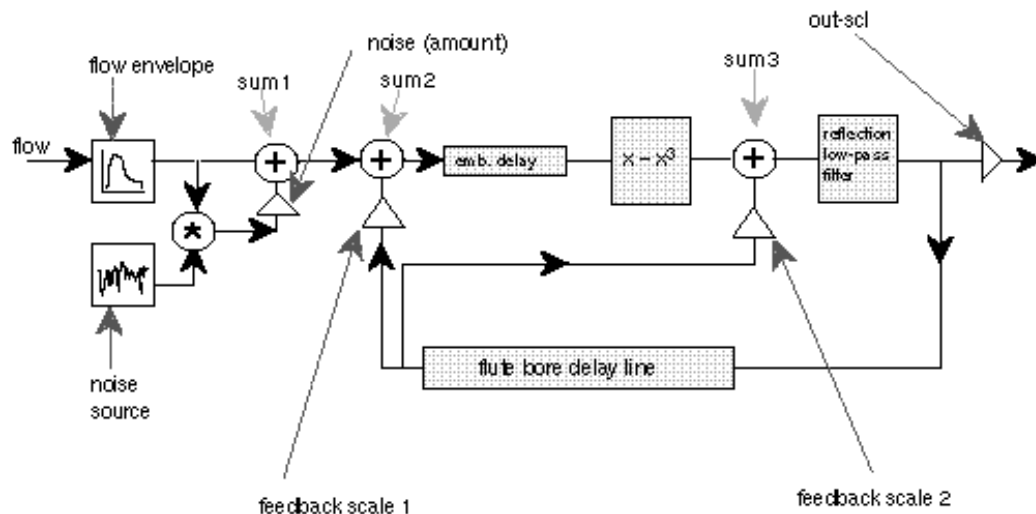 out-scl
noise (amount)
flow envelope
sum1
sum2
sum3
flow
reflection
low-pass
filter
emb. delay
x – x³
+
+
+
*
flute bore delay line
noise
source
feedback scale 1
feedback scale 2